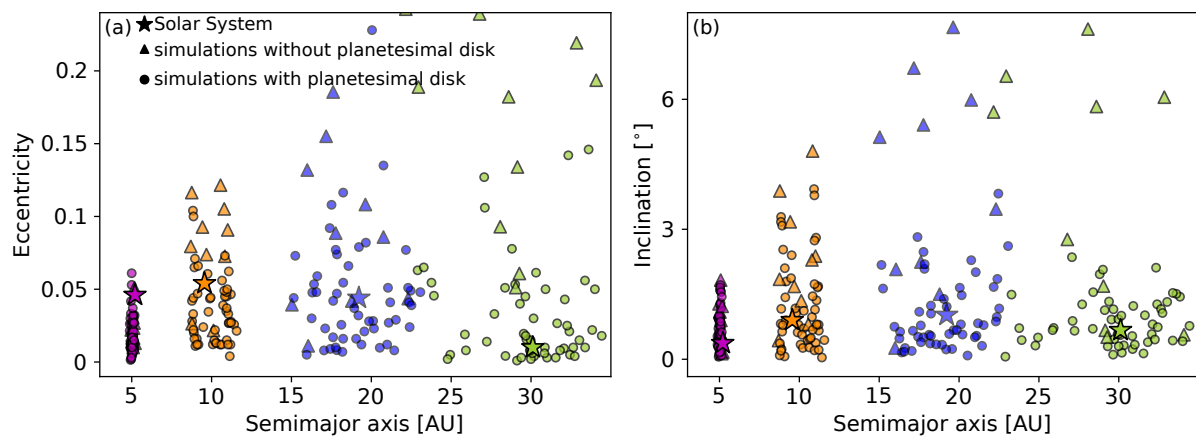 (a)
Solar System
simulations without planetesimal disk
simulations with planetesimal disk
0.2
0.15
0.1
0.05
0
Eccentricity
5
10
15
20
25
30
Semimajor axis [AU]
(b)
6
3
0
Inclination [°]
5
10
15
20
25
30
Semimajor axis [AU]